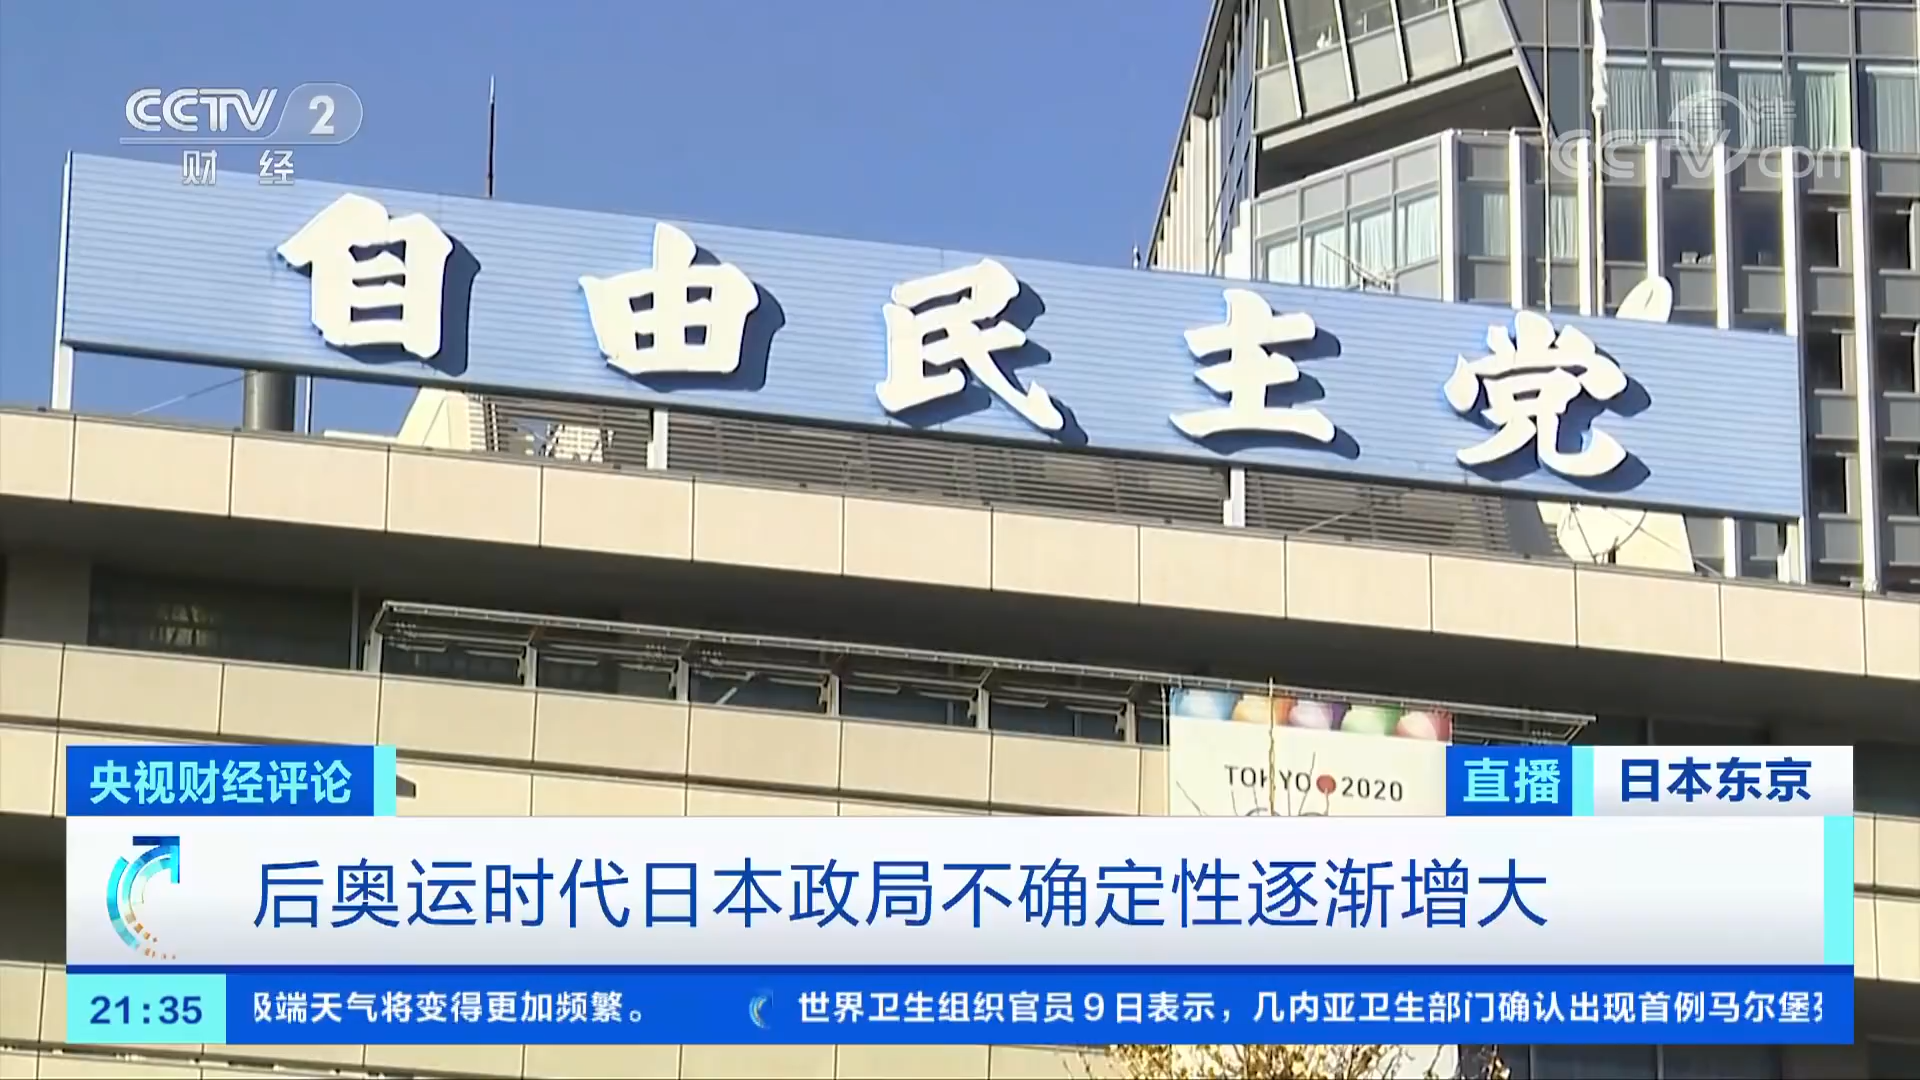 CCTV 2
财 经
高清
CCTV com
自由民主党
TOKYO 2020
央视财经评论
直播 日本东京
后奥运时代日本政局不确定性逐渐增大
21:35
端天气将变得更加频繁。 世界卫生组织官员9日表示，几内亚卫生部门确认出现首例马尔堡